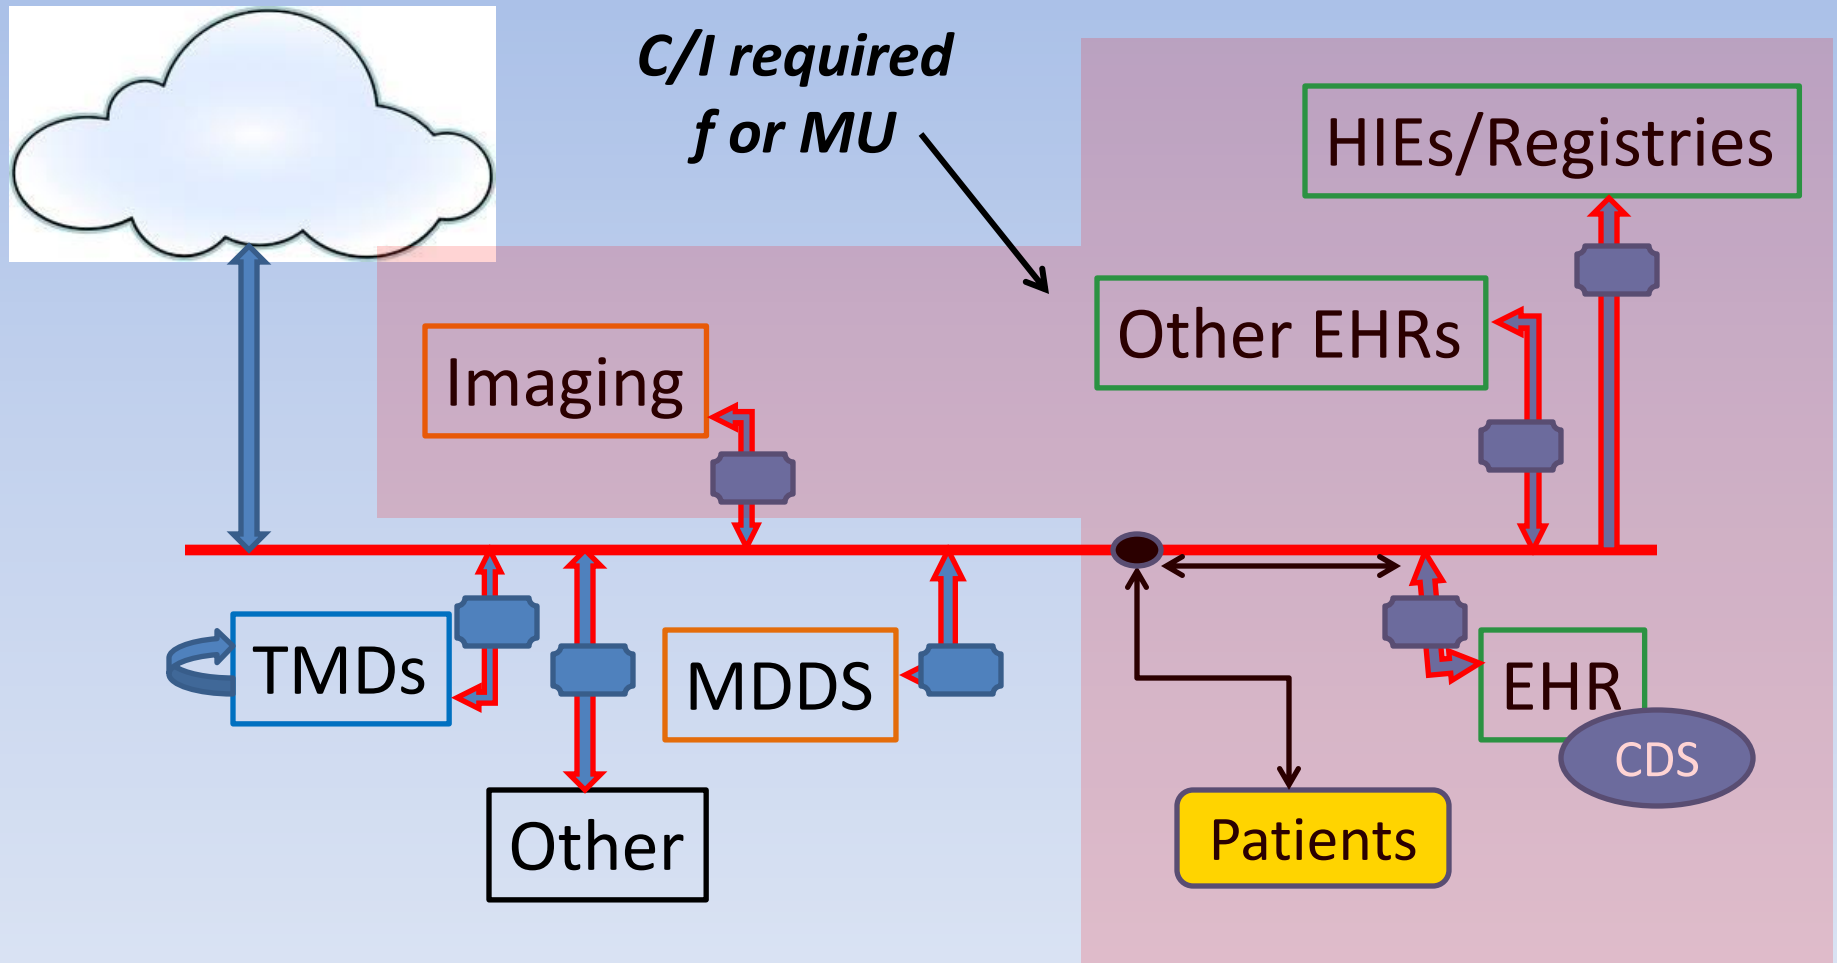 C/I required
f or MU
HIEs/Registries
Other EHRs
Imaging
TMDs
MDDS
EHR
CDS
Other
Patients